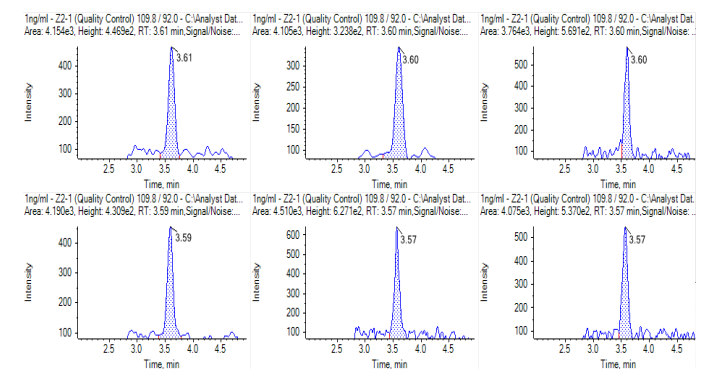 1ng/ml - Z2-1 (Quality Control) 109.8 / 92.0 - C:\Analyst Dat...
Area: 4.154e3, Height: 4.469e2, RT: 3.61 min,Signal/Noise:...
3.61
400
300
200
100
Intensity
2.5 3.0 3.5 4.0 4.5
Time, min
1ng/ml - Z2-1 (Quality Control) 109.8 / 92.0 - C:\Analyst Dat...
Area: 4.105e3, Height: 3.238e2, RT: 3.60 min,Signal/Noise:...
3.60
300
250
200
150
100
Intensity
2.5 3.0 3.5 4.0 4.5
Time, min
1ng/ml - Z2-1 (Quality Control) 109.8 / 92.0 - C:\Analyst Dat...
Area: 3.764e3, Height: 5.691e2, RT: 3.60 min,Signal/Noise: ...
3.60
500
400
300
200
100
Intensity
2.5 3.0 3.5 4.0 4.5
Time, min
1ng/ml - Z2-1 (Quality Control) 109.8 / 92.0 - C:\Analyst Dat...
Area: 4.190e3, Height: 4.309e2, RT: 3.59 min,Signal/Noise:...
3.59
400
300
200
100
Intensity
2.5 3.0 3.5 4.0 4.5
Time, min
1ng/ml - Z2-1 (Quality Control) 109.8 / 92.0 - C:\Analyst Dat...
Area: 4.510e3, Height: 6.271e2, RT: 3.57 min,Signal/Noise:...
3.57
600
500
400
300
200
100
Intensity
2.5 3.0 3.5 4.0 4.5
Time, min
1ng/ml - Z2-1 (Quality Control) 109.8 / 92.0 - C:\Analyst Dat...
Area: 4.075e3, Height: 5.370e2, RT: 3.57 min,Signal/Noise: ...
3.57
500
400
300
200
100
Intensity
2.5 3.0 3.5 4.0 4.5
Time, min